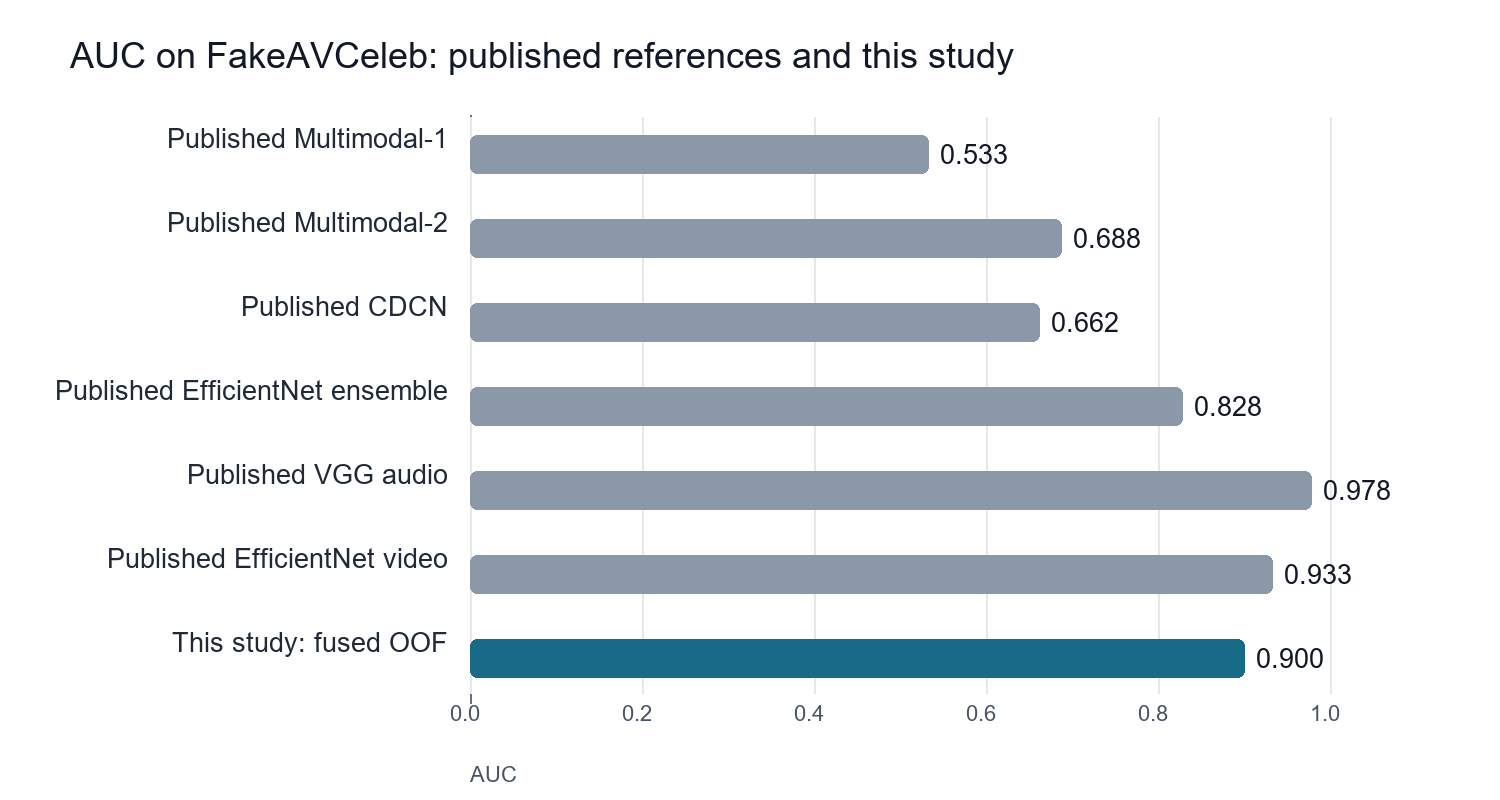 AUC on FakeAVCeleb: published references and this study
Published Multimodal-1
0.533
Published Multimodal-2
0.688
Published CDCN
0.662
Published EfficientNet ensemble
0.828
Published VGG audio
0.978
Published EfficientNet video
0.933
This study: fused OOF
0.900
0.0 0.2 0.4 0.6 0.8 1.0
AUC